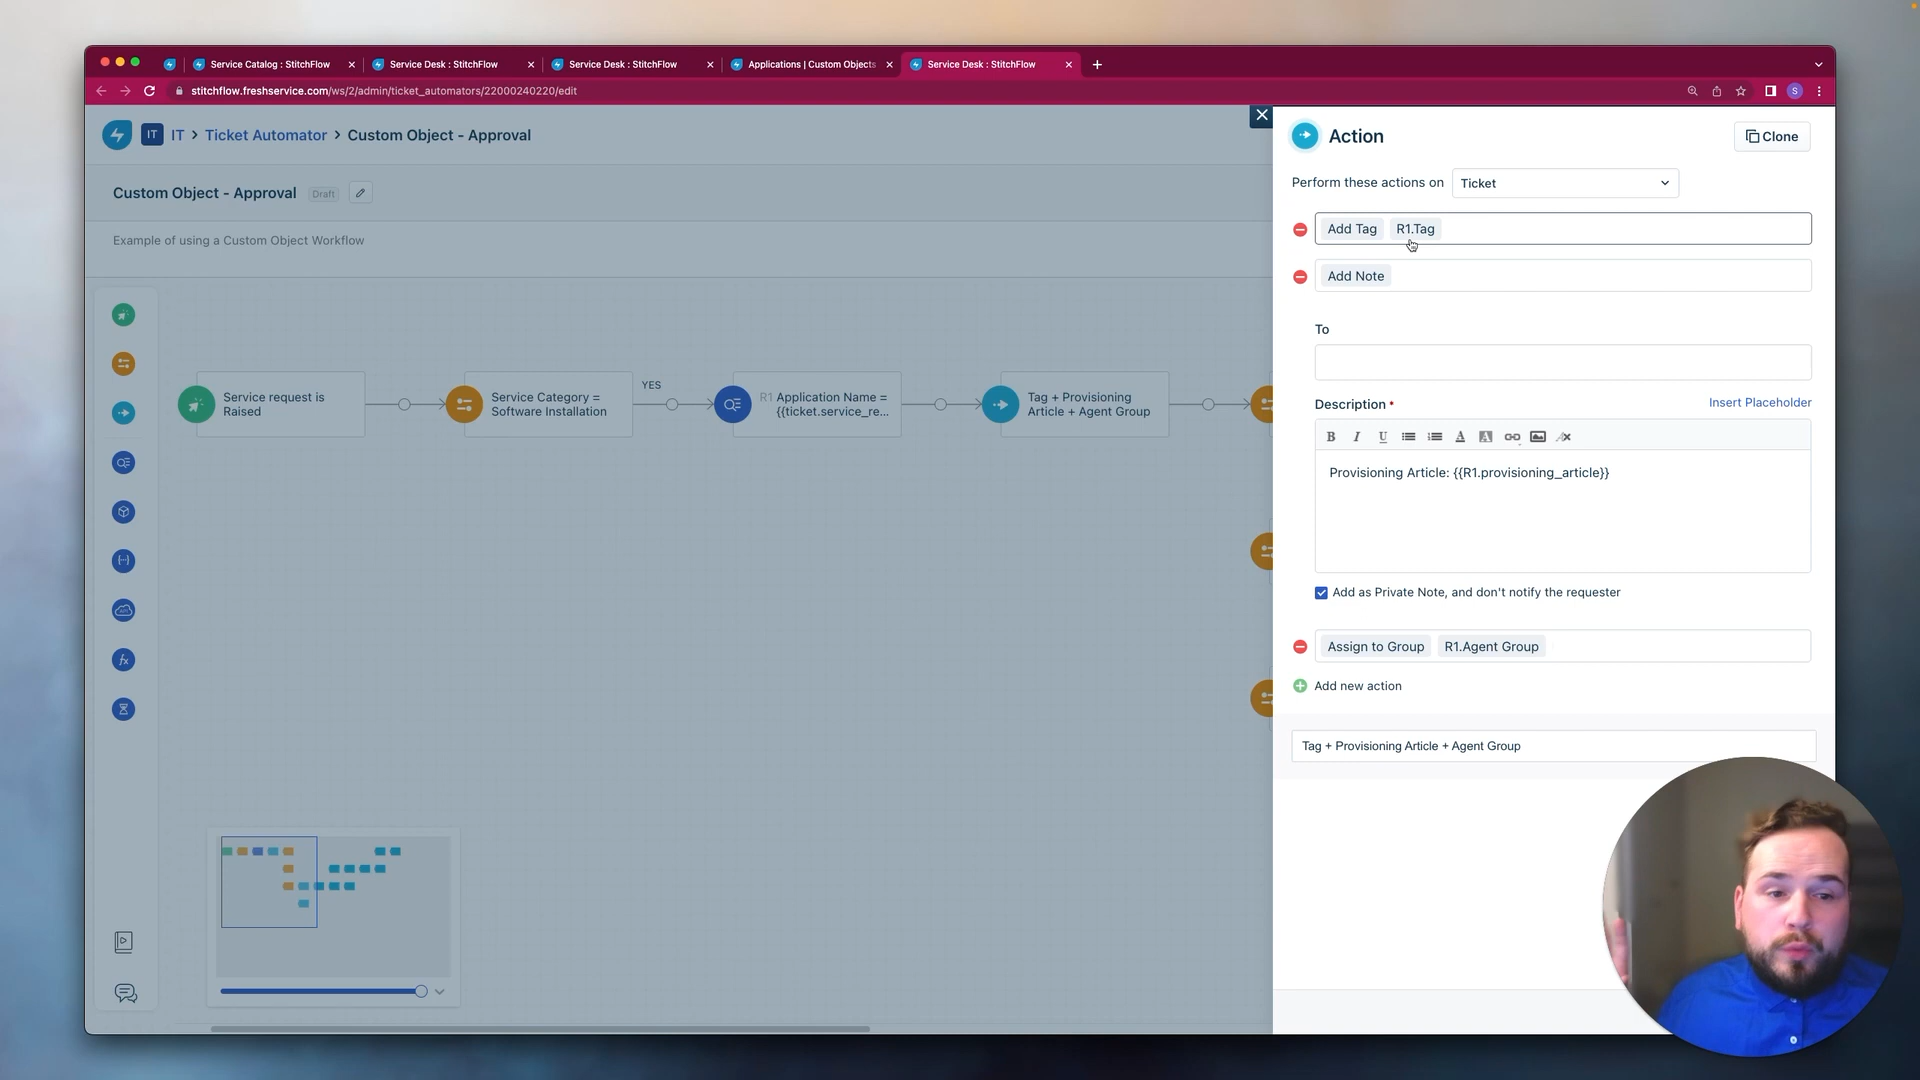 Service Catalog : StitchFlow
Service Desk : StitchFlow
Service Desk : StitchFlow
Applications | Custom Objects
Service Desk : StitchFlow
stitchflow.freshservice.com/ws/2/admin/ticket_automators/22000240220/edit
S
IT IT > Ticket Automator > Custom Object - Approval
Custom Object - Approval Draft
Example of using a Custom Object Workflow
Service request is
Raised
Service Category =
Software Installation
YES
R1 Application Name =
{{ticket.service_re...
Tag + Provisioning
Article + Agent Group
Action
Clone
Perform these actions on Ticket
Add Tag R1.Tag
Add Note
To
Description *
Insert Placeholder
B I U A A
Provisioning Article: {{R1.provisioning_article}}
Add as Private Note, and don't notify the requester
Assign to Group R1.Agent Group
Add new action
Tag + Provisioning Article + Agent Group